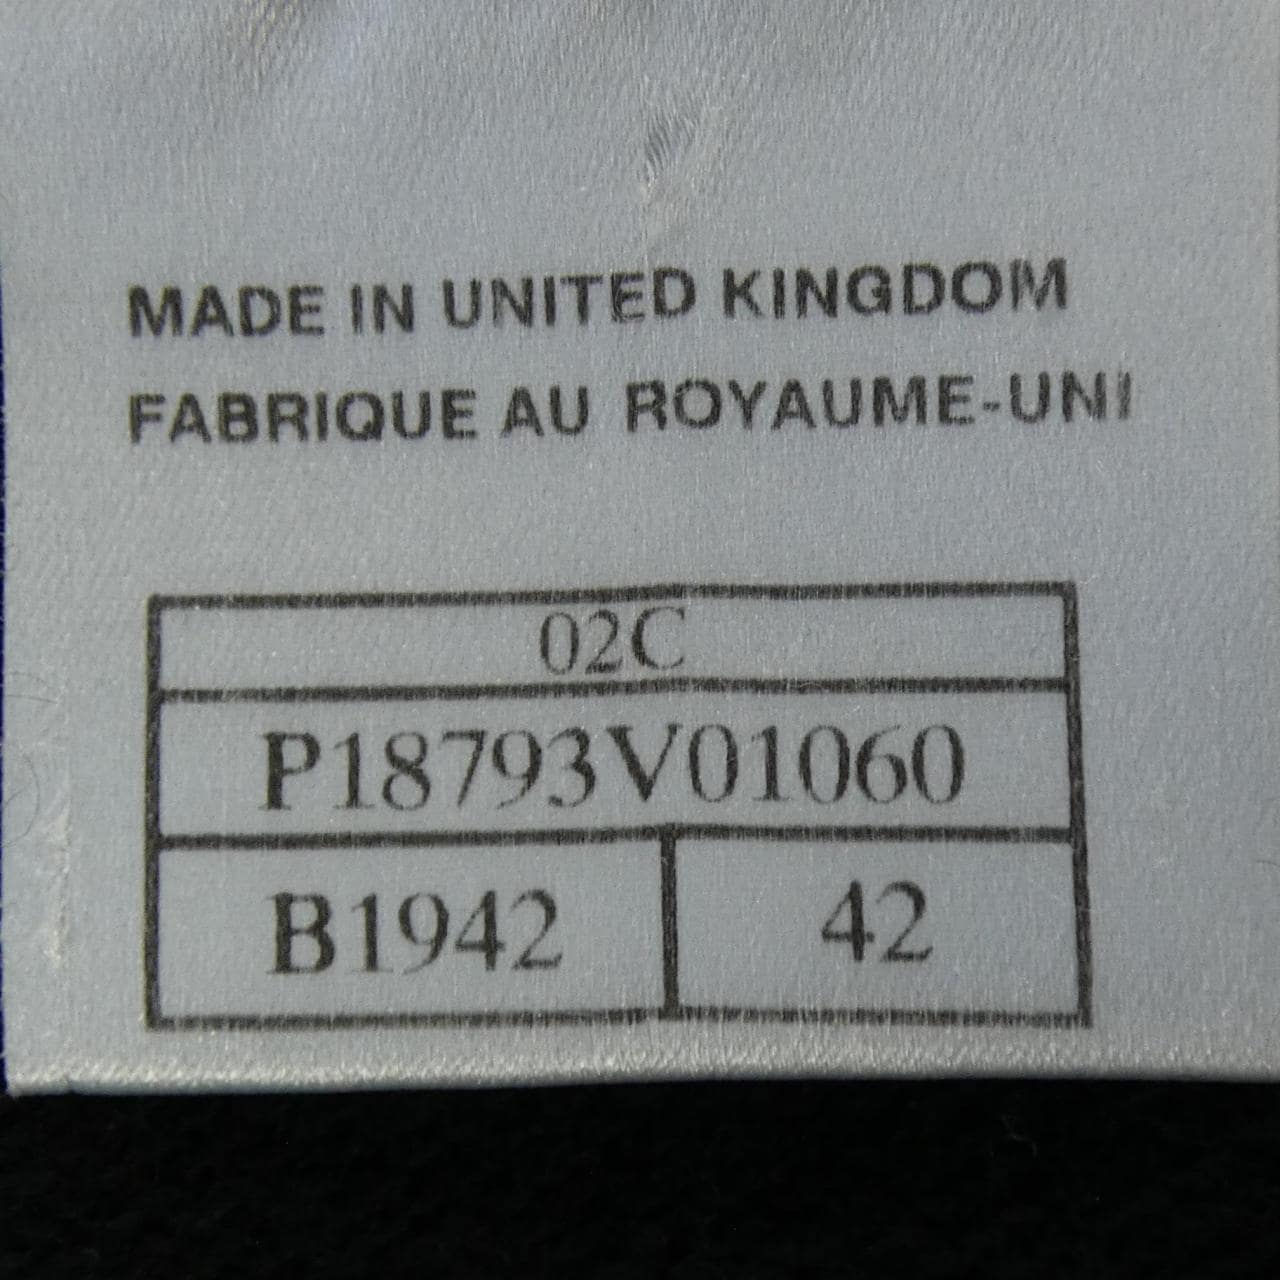 MADE IN UNITED KINGDOM
FABRIQUE AU ROYAUME-UNI
02C
P18793V01060
B1942 42